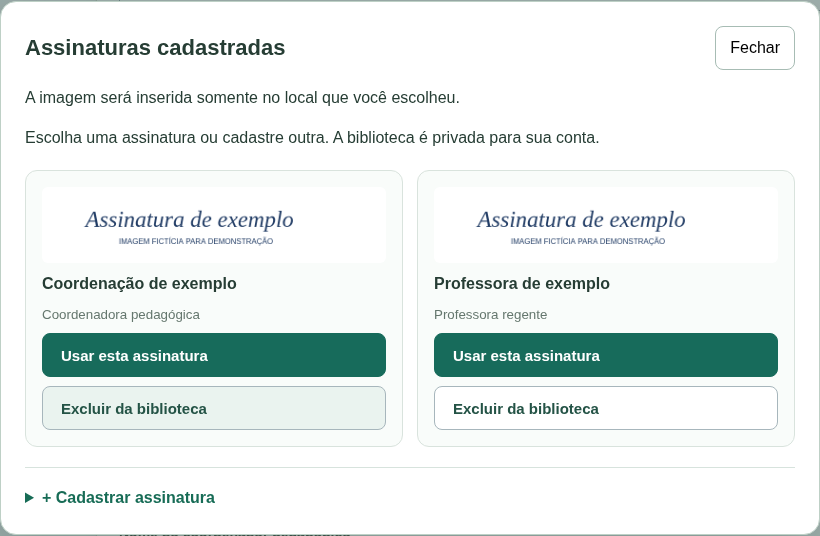 Assinaturas cadastradas
Fechar
A imagem será inserida somente no local que você escolheu.
Escolha uma assinatura ou cadastre outra. A biblioteca é privada para sua conta.
Assinatura de exemplo
IMAGEM FICTÍCIA PARA DEMONSTRAÇÃO
Coordenação de exemplo
Coordenadora pedagógica
Usar esta assinatura
Excluir da biblioteca
Assinatura de exemplo
IMAGEM FICTÍCIA PARA DEMONSTRAÇÃO
Professora de exemplo
Professora regente
Usar esta assinatura
Excluir da biblioteca
+ Cadastrar assinatura